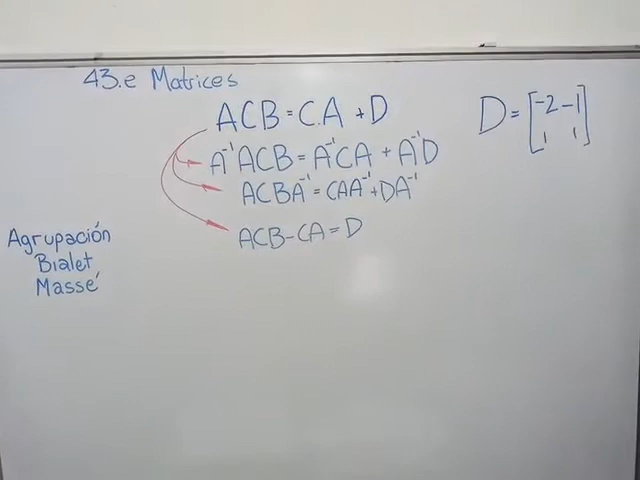 43.e Matrices
ACB = C.A + D
A⁻¹ACB = A⁻¹CA + A⁻¹D
ACBA⁻¹ = CAA⁻¹ + DA⁻¹
ACB - CA = D
D = [-2 -1
1 1]
Agrupación
Bialet
Massé